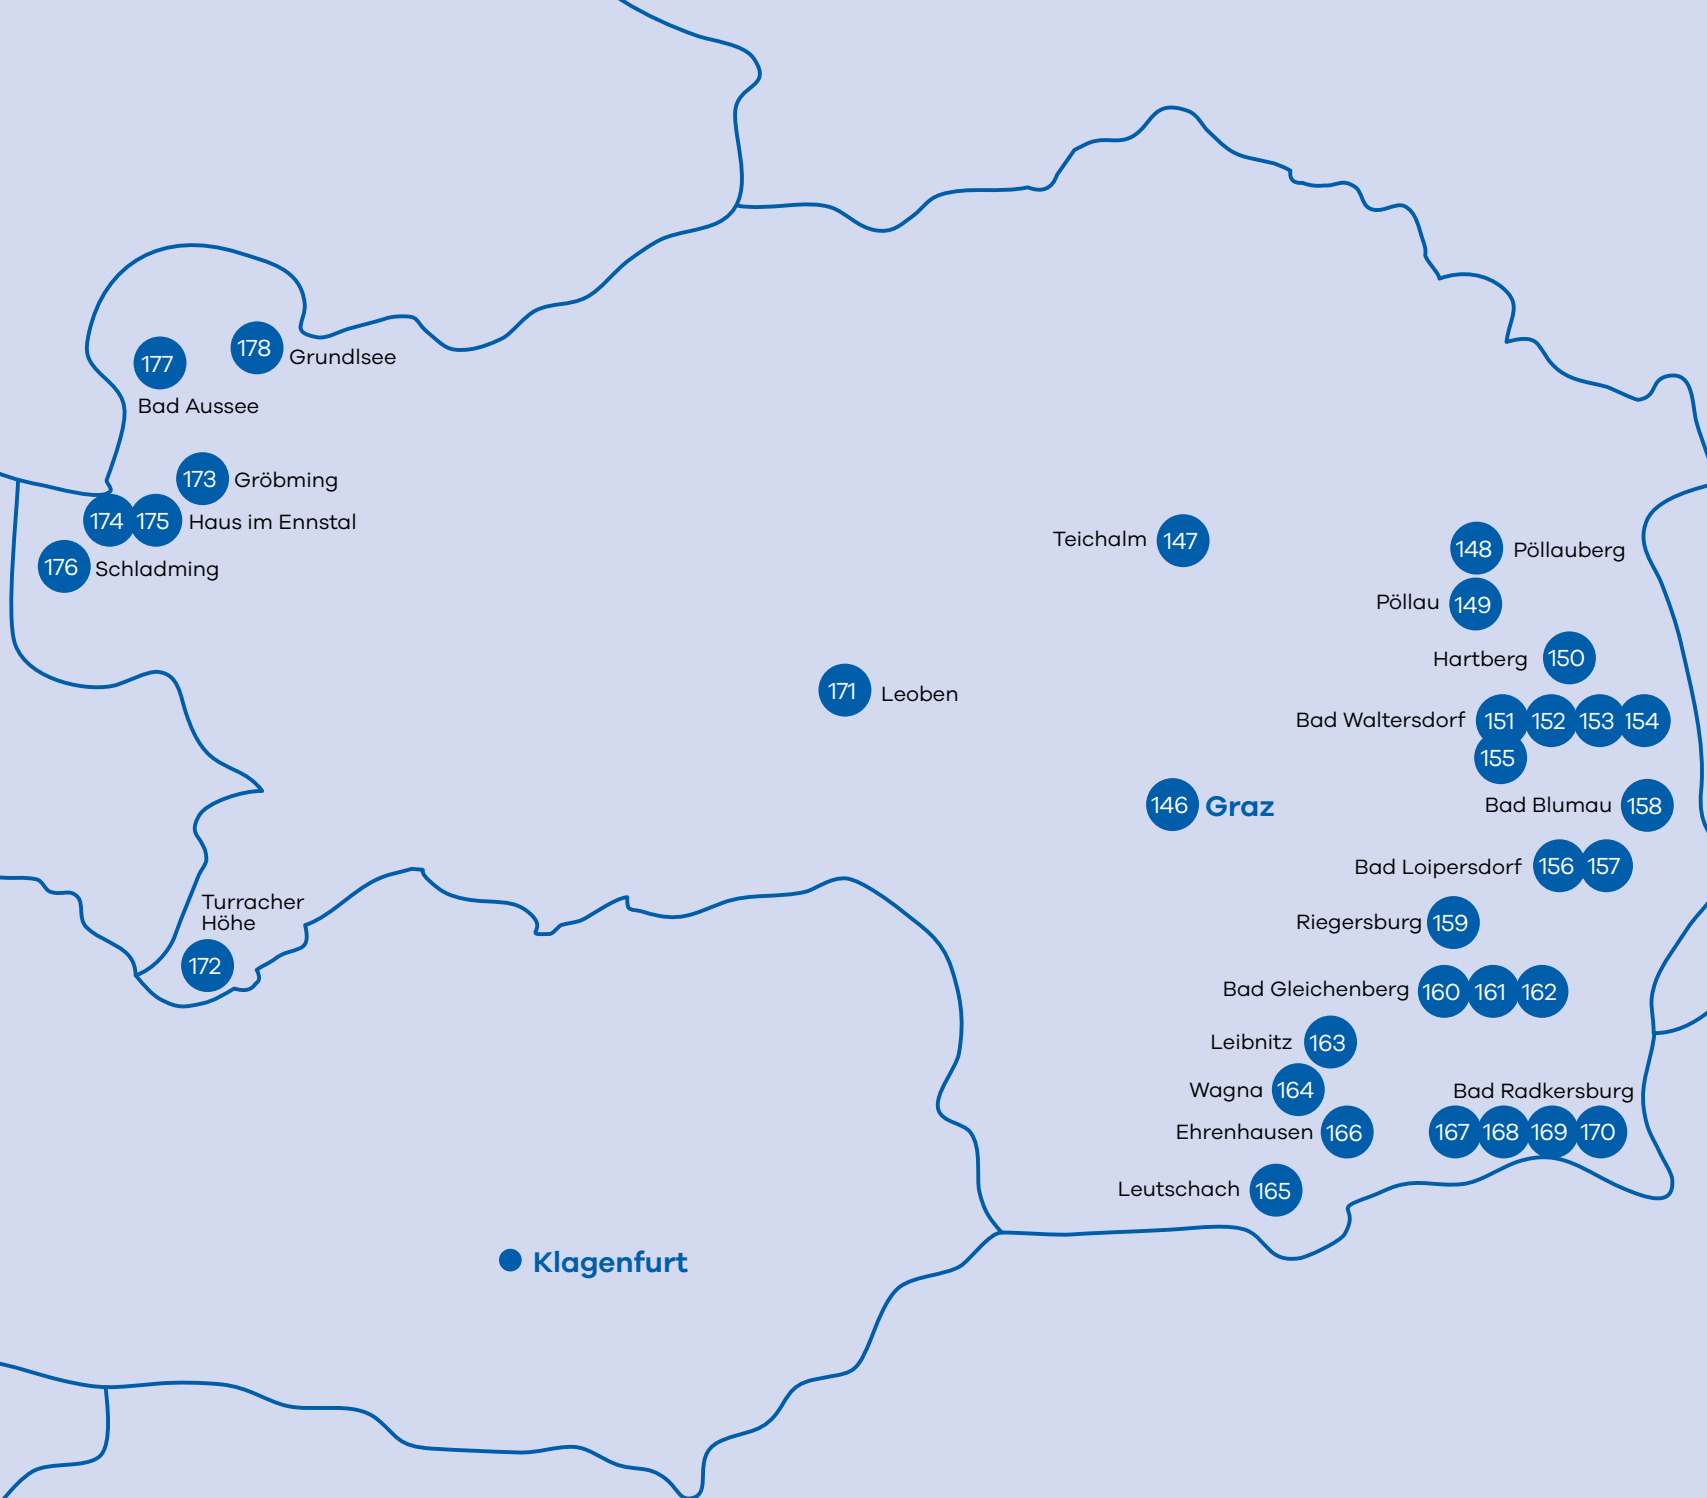 178
Grundlsee
177
Bad Aussee
173
Gröbming
174 175
Haus im Ennstal
176
Schladming
Teichalm
147
148
Pöllauberg
Pöllau
149
Hartberg
150
171
Leoben
Bad Waltersdorf
151 152 153 154
155
146
Graz
Bad Blumau
158
Bad Loipersdorf
156 157
Turracher
Höhe
172
Riegersburg
159
Bad Gleichenberg
160 161 162
Leibnitz
163
Wagna
164
Ehrenhausen
166
Bad Radkersburg
167 168 169 170
Leutschach
165
Klagenfurt